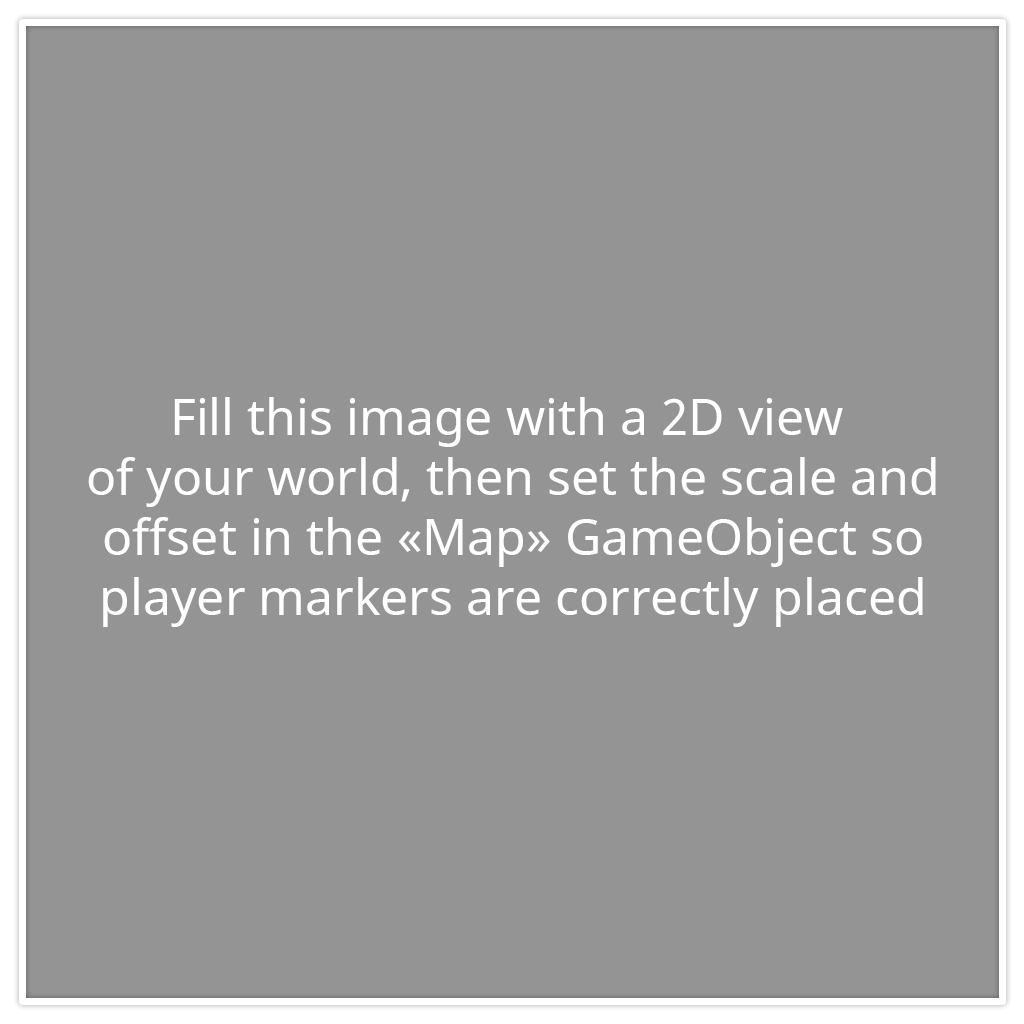 Fill this image with a 2D view
of your world, then set the scale and
offset in the «Map» GameObject so
player markers are correctly placed